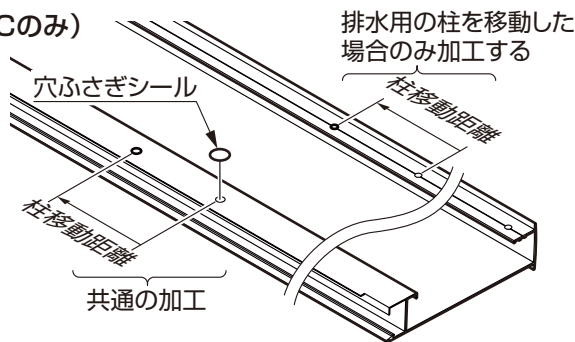 Cのみ）
排水用の柱を移動した
場合のみ加工する
穴ふさぎシール
柱移動距離
柱移動距離
共通の加工